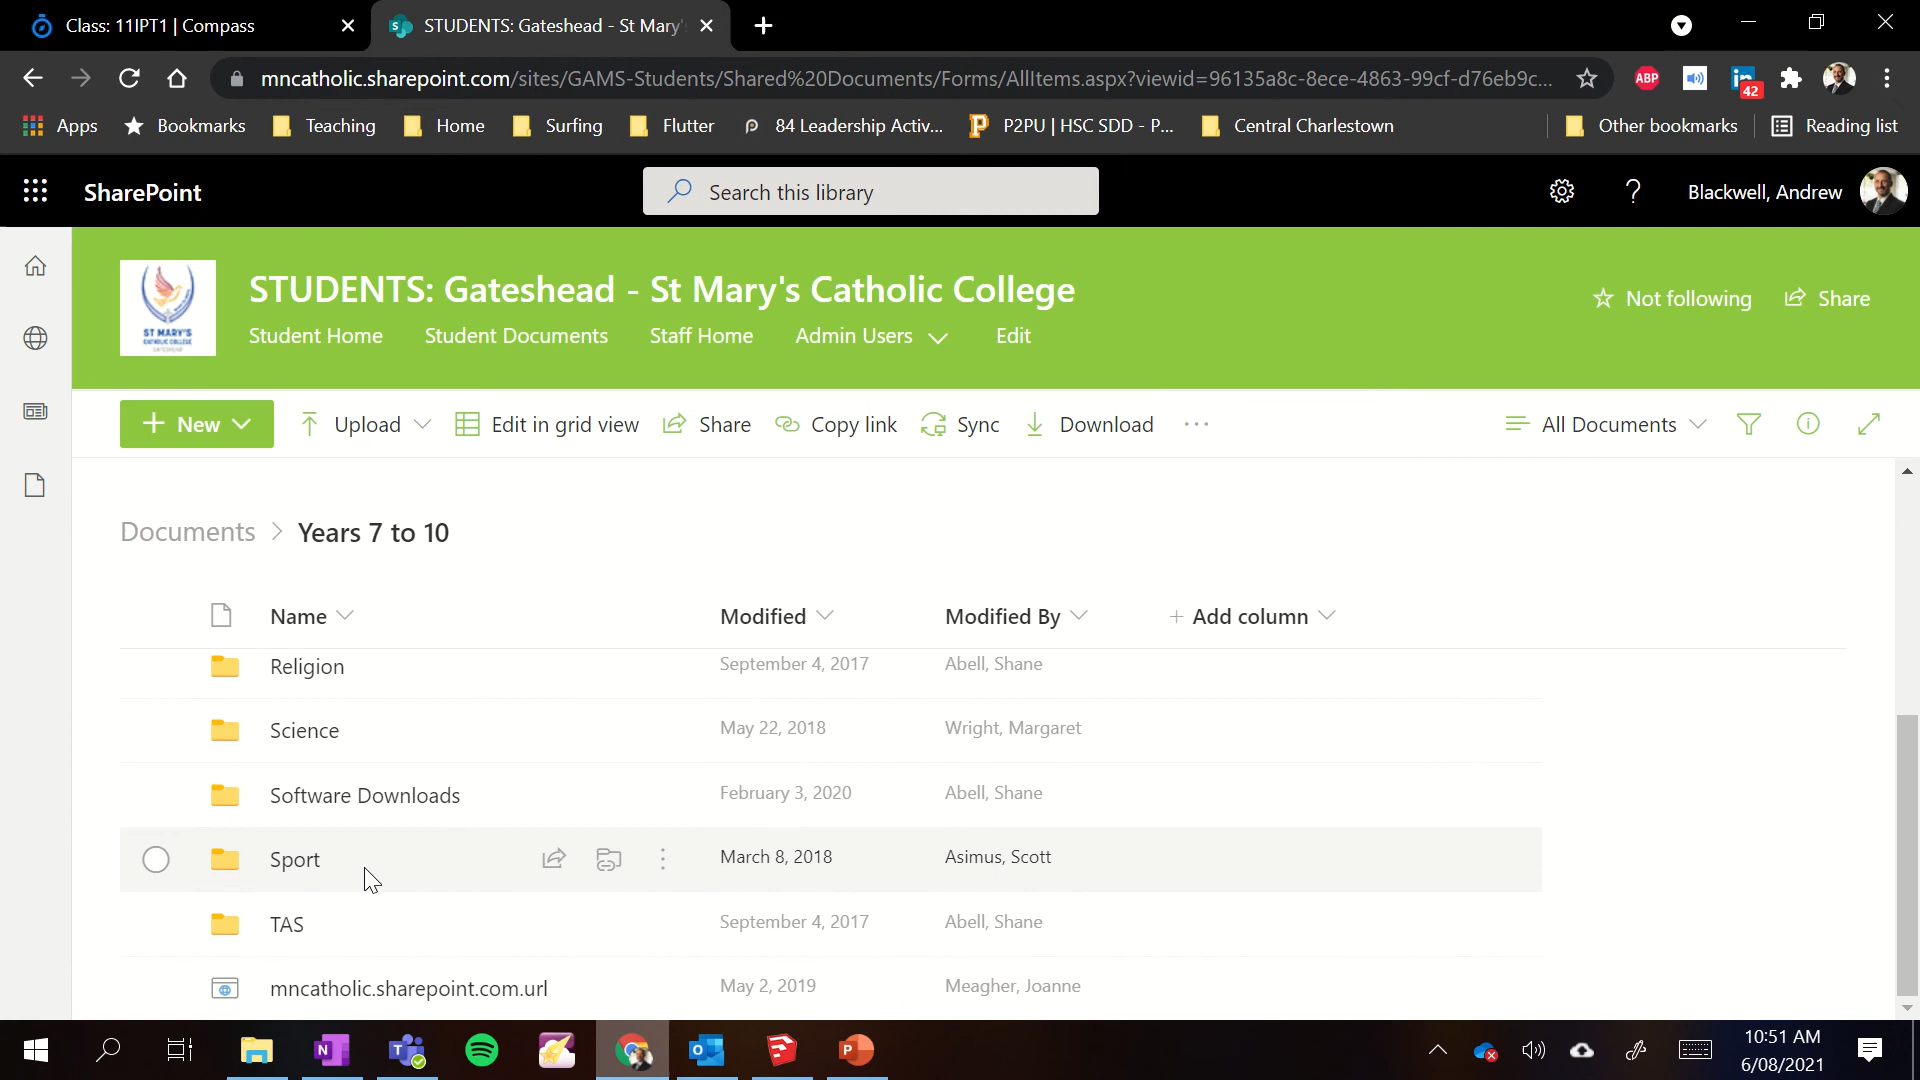 Class: 11IPT1 | Compass
STUDENTS: Gateshead - St Mary'
mncatholic.sharepoint.com/sites/GAMS-Students/Shared%20Documents/Forms/AllItems.aspx?viewid=96135a8c-8ece-4863-99cf-d76eb9c...
ABP
42
Apps
Bookmarks
Teaching
Home
Surfing
Flutter
84 Leadership Activ...
P2PU | HSC SDD - P...
Central Charlestown
Other bookmarks
Reading list
SharePoint
Search this library
Blackwell, Andrew
ST MARY'S
CATHOLIC COLLEGE
GATESHEAD
STUDENTS: Gateshead - St Mary's Catholic College
Student Home
Student Documents
Staff Home
Admin Users
Edit
Not following
Share
New
Upload
Edit in grid view
Share
Copy link
Sync
Download
All Documents
Documents > Years 7 to 10
Name
Modified
Modified By
+ Add column
Religion
September 4, 2017
Abell, Shane
Science
May 22, 2018
Wright, Margaret
Software Downloads
February 3, 2020
Abell, Shane
Sport
March 8, 2018
Asimus, Scott
TAS
September 4, 2017
Abell, Shane
mncatholic.sharepoint.com.url
May 2, 2019
Meagher, Joanne
10:51 AM
6/08/2021